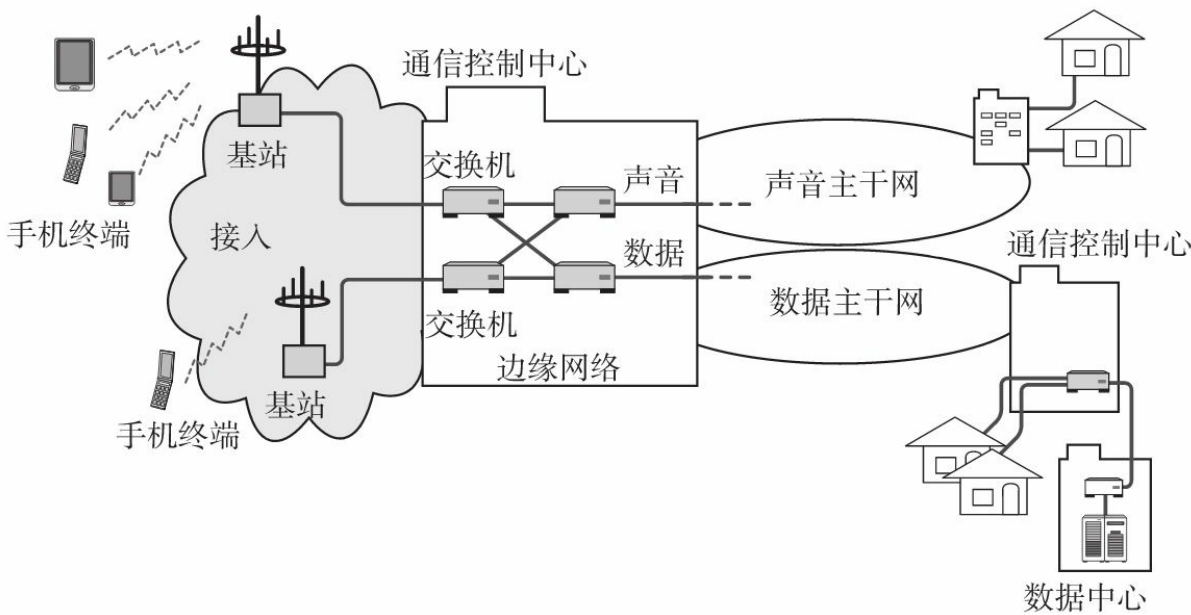 通信控制中心
基站
交换机
声音
声音主干网
手机终端
接入
数据
通信控制中心
数据主干网
交换机
边缘网络
基站
手机终端
数据中心